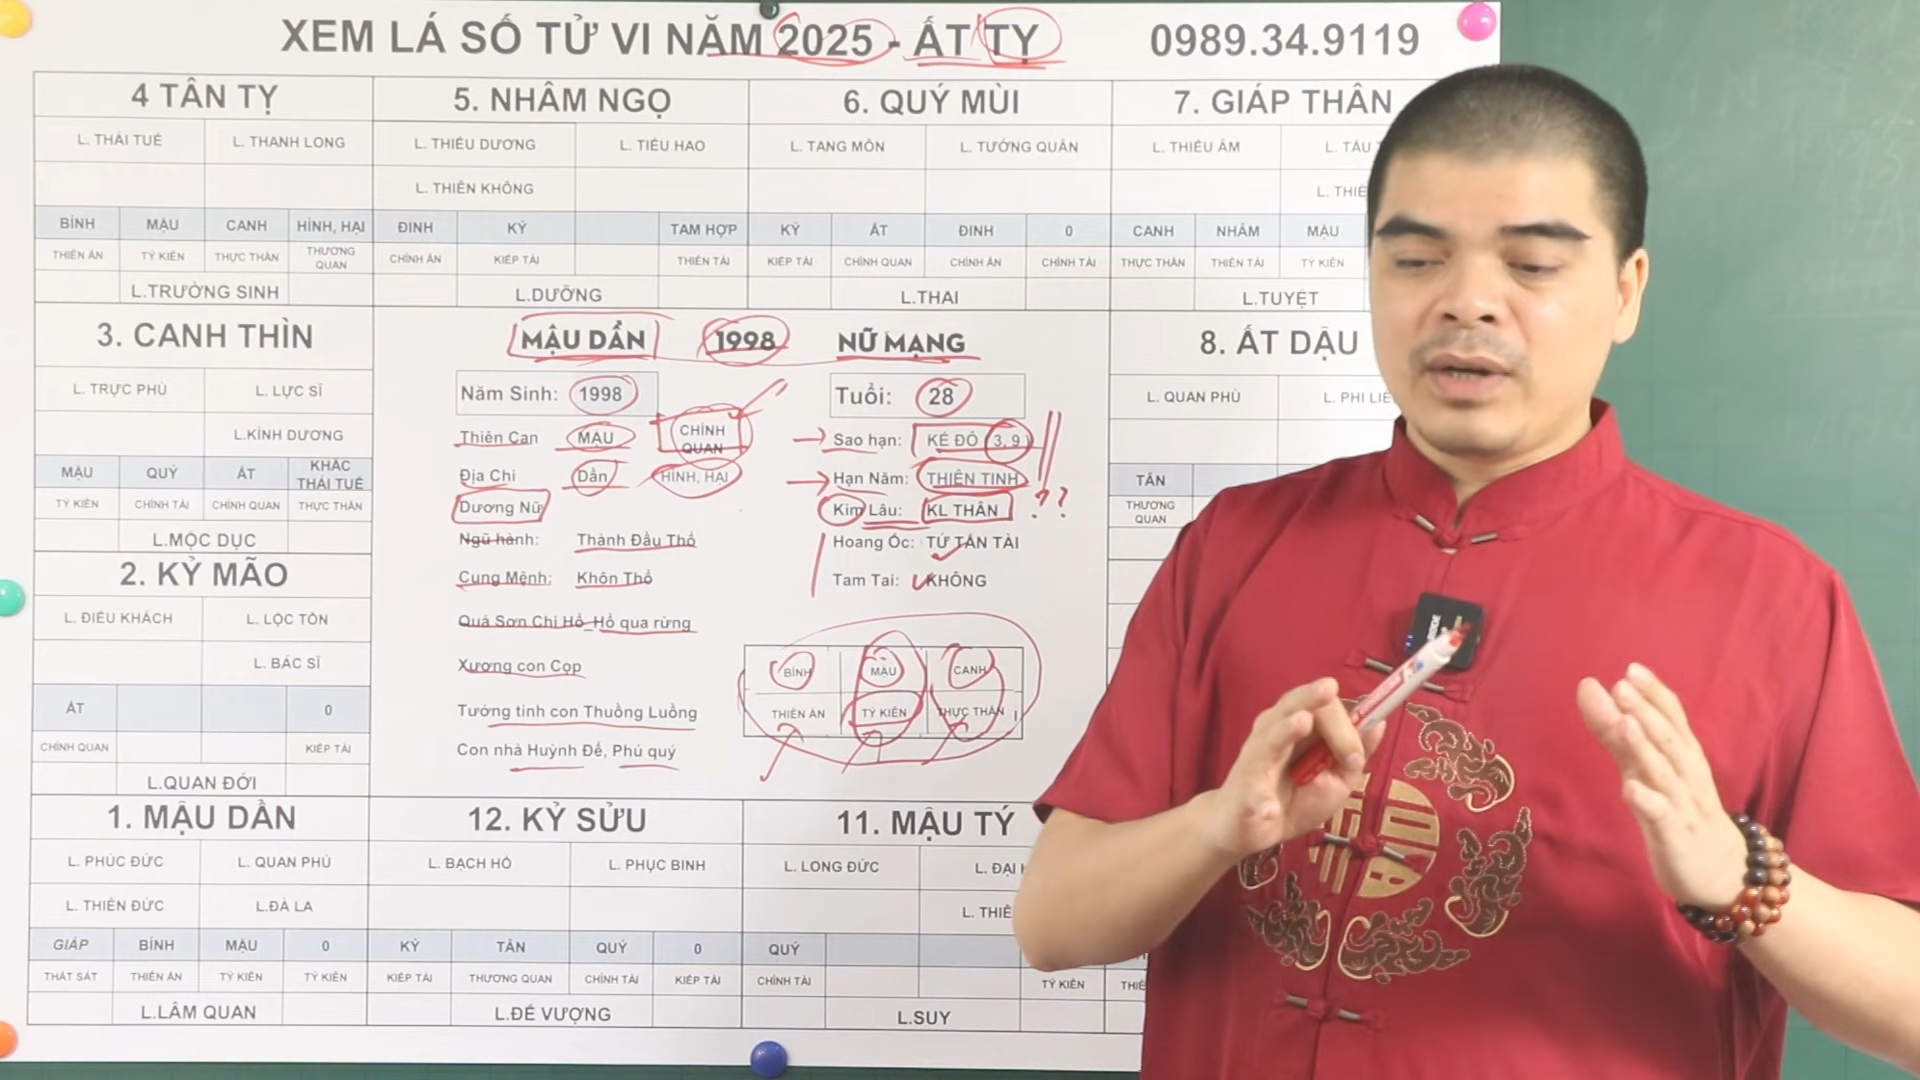 XEM LÁ SỐ TỬ VI NĂM 2025 - ẤT TỴ 0989.34.9119
4 TÂN TỴ
L. THÁI TUẾ L. THANH LONG
BÍNH MẬU CANH HÌNH, HẠI
THIÊN ẤN TỶ KIÊN THỰC THẦN THƯƠNG QUAN
L.TRƯỜNG SINH
5. NHÂM NGỌ
L. THIẾU DƯƠNG L. TIỂU HAO
L. THIÊN KHÔNG
ĐINH KỶ TAM HỢP
CHÍNH ẤN KIẾP TÀI THIÊN TÀI
L.DƯỠNG
6. QUÝ MÙI
L. TANG MÔN L. TƯỚNG QUÂN
KỶ ẤT ĐINH 0
KIẾP TÀI CHÍNH QUAN CHÍNH ẤN CHÍNH TÀI
L.THAI
7. GIÁP THÂN
L. THIẾU ÂM
CANH NHÂM MẬU
THỰC THẦN THIÊN TÀI TỶ KIÊN
L.TUYỆT
3. CANH THÌN
L. TRỰC PHÙ L. LỰC SĨ
L.KÌNH DƯƠNG
MẬU QUÝ ẤT KHẮC THÁI TUẾ
TỶ KIÊN CHÍNH TÀI CHÍNH QUAN THỰC THẦN
L.MỘC DỤC
MẬU DẦN 1998 NỮ MẠNG
Năm Sinh: 1998 Tuổi: 28
Thiên Can MẬU CHÍNH QUAN Sao hạn: KẾ ĐÔ (3, 9)
Địa Chi Dần HÌNH, HẠI Hạn Năm: THIÊN TINH
Dương Nữ Kim Lâu: KL THÂN ??
Ngũ hành: Thành Đầu Thổ Hoang Ốc: TỨ TẤN TÀI
Cung Mệnh: Khôn Thổ Tam Tai: KHÔNG
Quá Sơn Chi Hổ_Hổ qua rừng
Xương con Cọp
Tướng tinh con Thuồng Luồng
Con nhà Huỳnh Đế, Phú quý
BÍNH MẬU CANH
THIÊN ẤN TỶ KIÊN THỰC THẦN
8. ẤT DẬU
L. QUAN PHÙ
TÂN
THƯƠNG QUAN
2. KỶ MÃO
L. ĐIẾU KHÁCH L. LỘC TỒN
L. BÁC SĨ
ẤT 0
CHÍNH QUAN KIẾP TÀI
L.QUAN ĐỚI
1. MẬU DẦN
L. PHÚC ĐỨC L. QUAN PHỦ
L. THIÊN ĐỨC L.ĐÀ LA
GIÁP BÍNH MẬU 0
THẤT SÁT THIÊN ẤN TỶ KIÊN TỶ KIÊN
L.LÂM QUAN
12. KỶ SỬU
L. BẠCH HỔ L. PHỤC BINH
KỶ TÂN QUÝ 0
KIẾP TÀI THƯƠNG QUAN CHÍNH TÀI KIẾP TÀI
L.ĐẾ VƯỢNG
11. MẬU TÝ
L. LONG ĐỨC
QUÝ
CHÍNH TÀI TỶ KIÊN
L.SUY